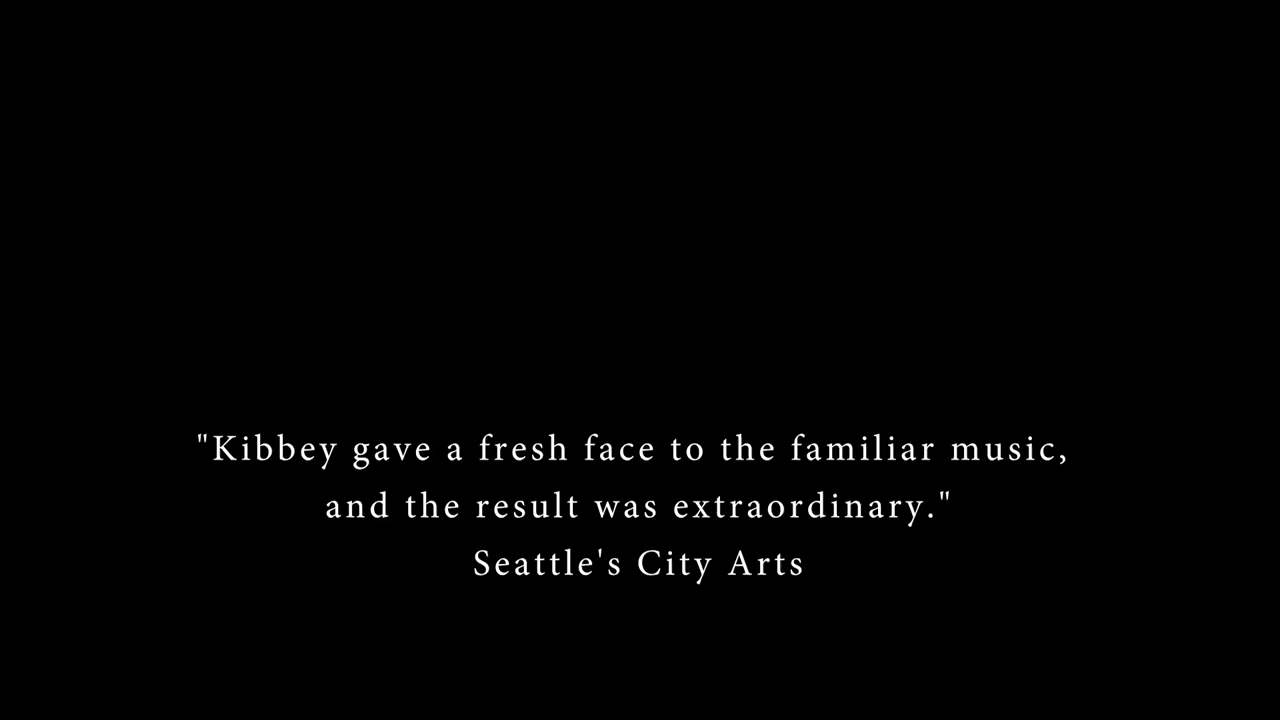 "Kibbey gave a fresh face to the familiar music,
and the result was extraordinary."
Seattle's City Arts